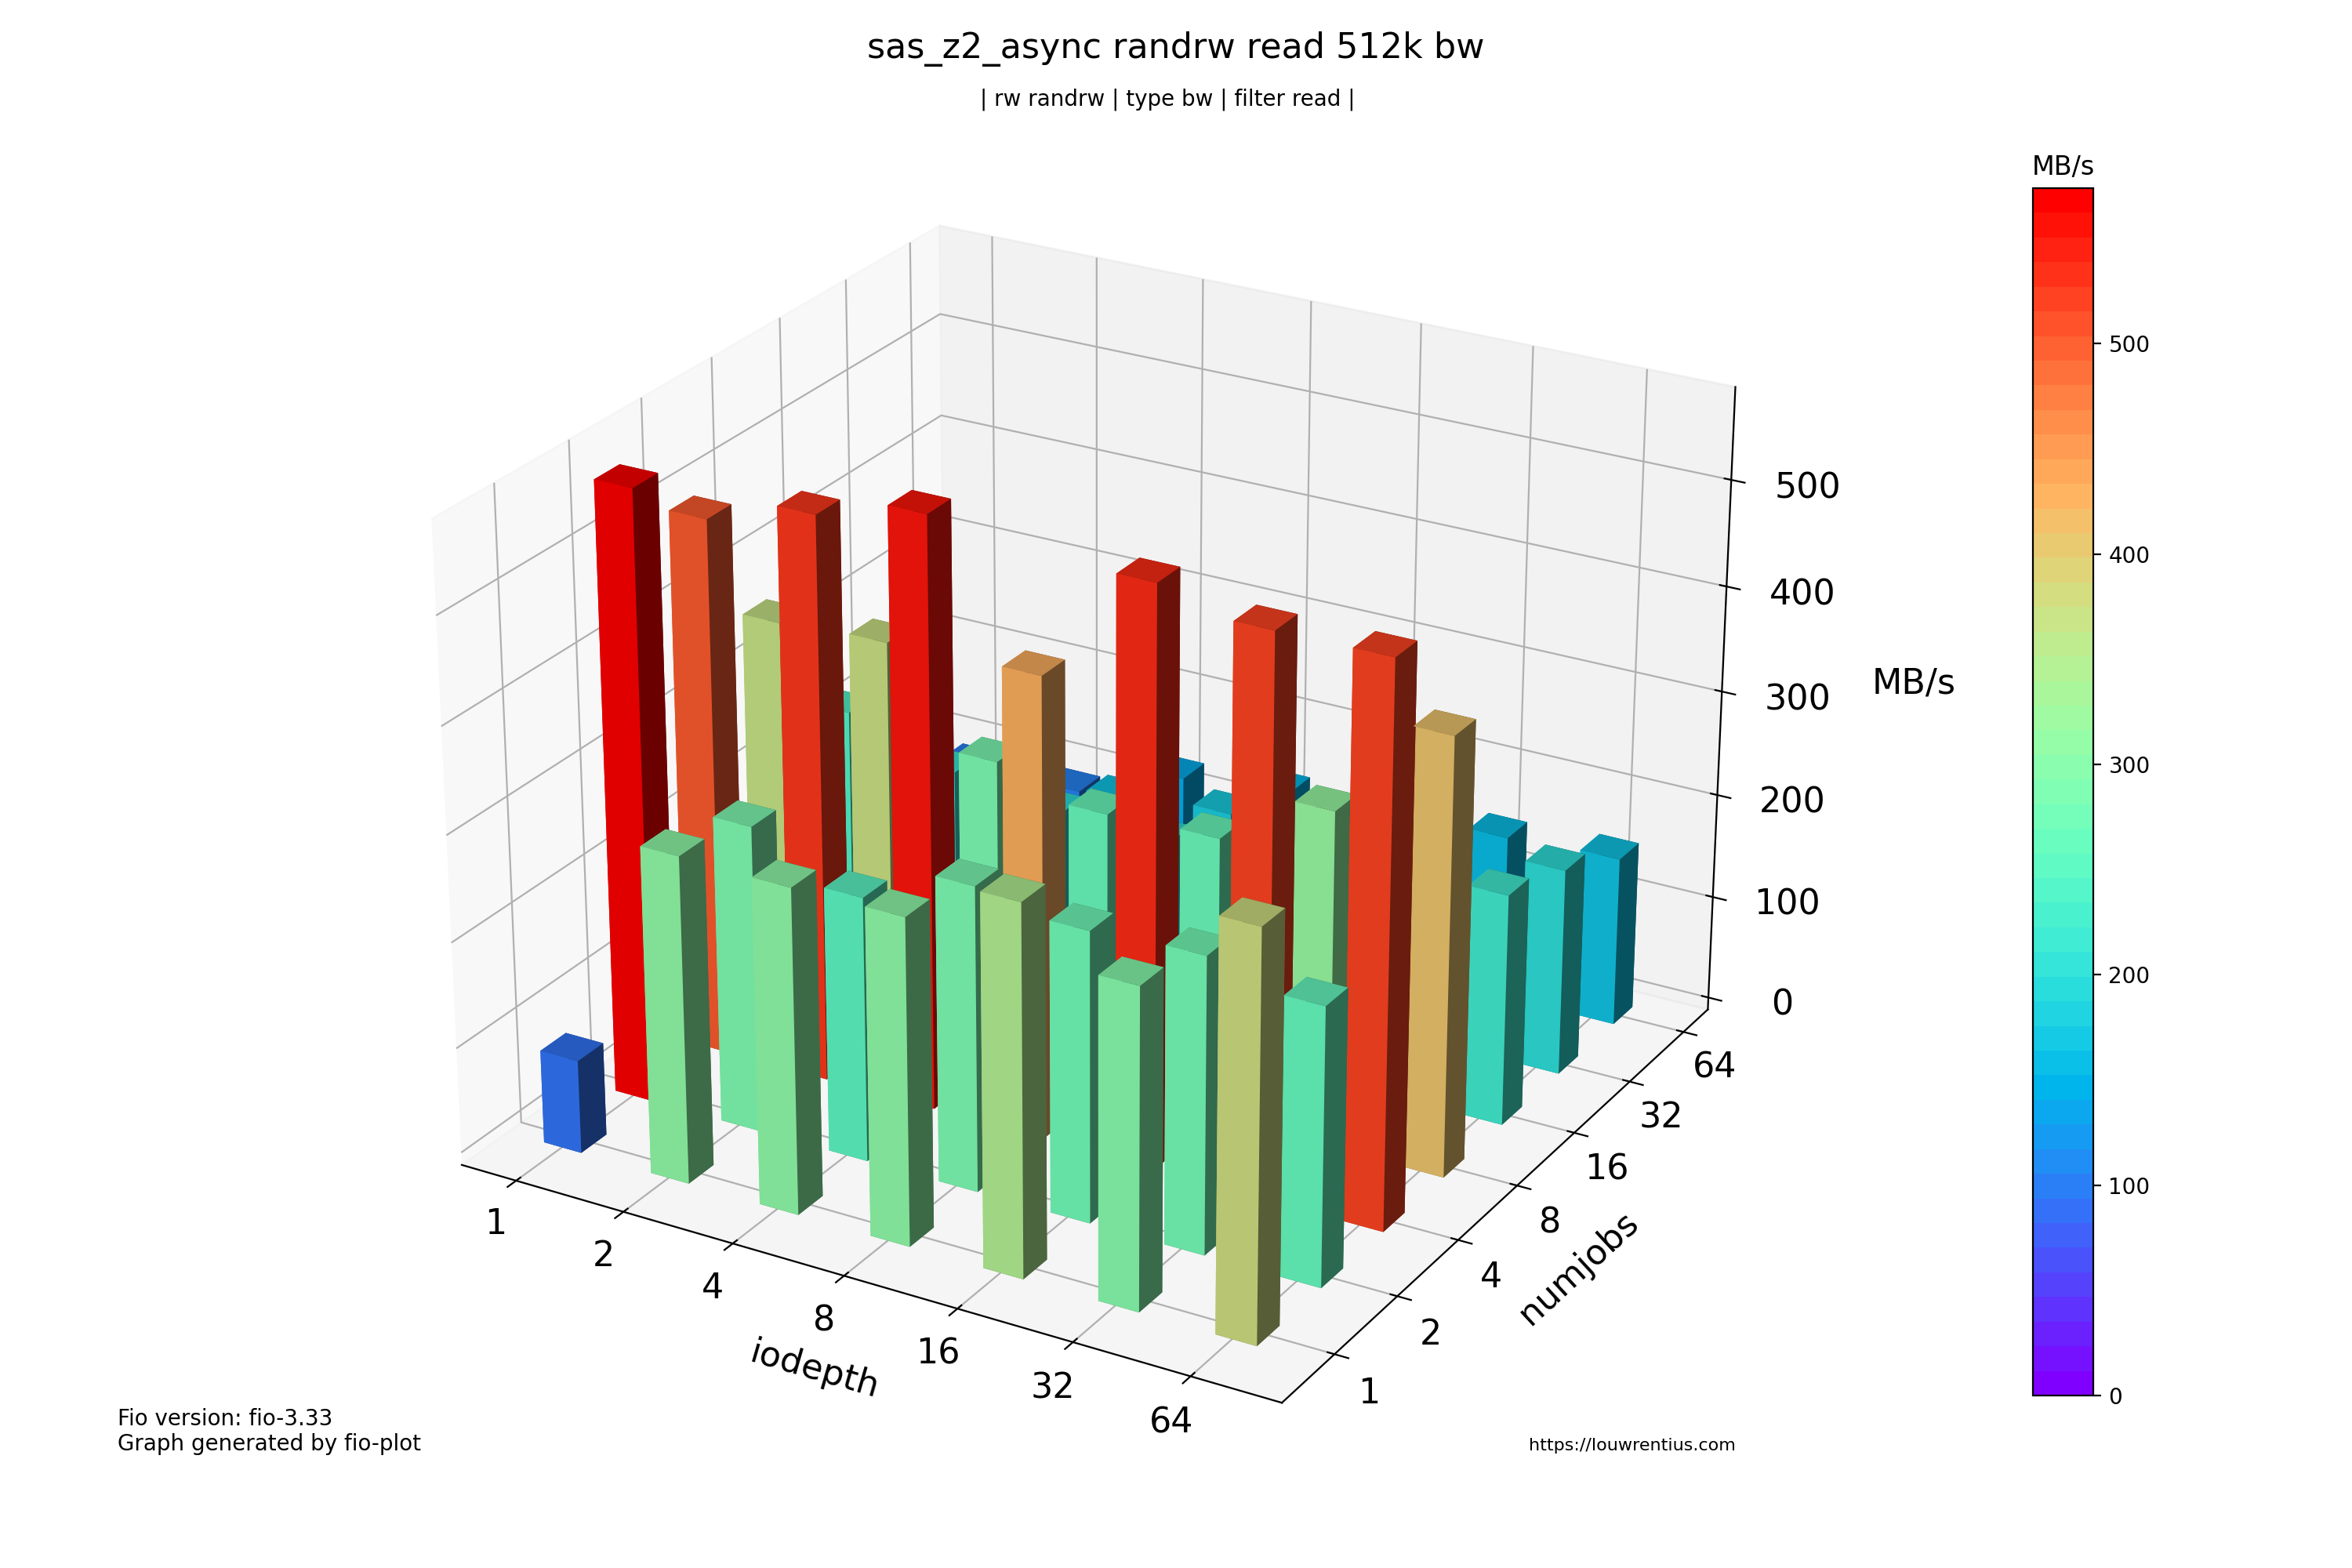 sas_z2_async randrw read 512k bw
| rw randrw | type bw | filter read |
MB/s
500
400
300
200
100
0
500
400
300
200
100
0
MB/s
1
2
4
8
16
32
64
iodepth
1
2
4
8
16
32
64
numjobs
Fio version: fio-3.33
Graph generated by fio-plot
https://louwrentius.com